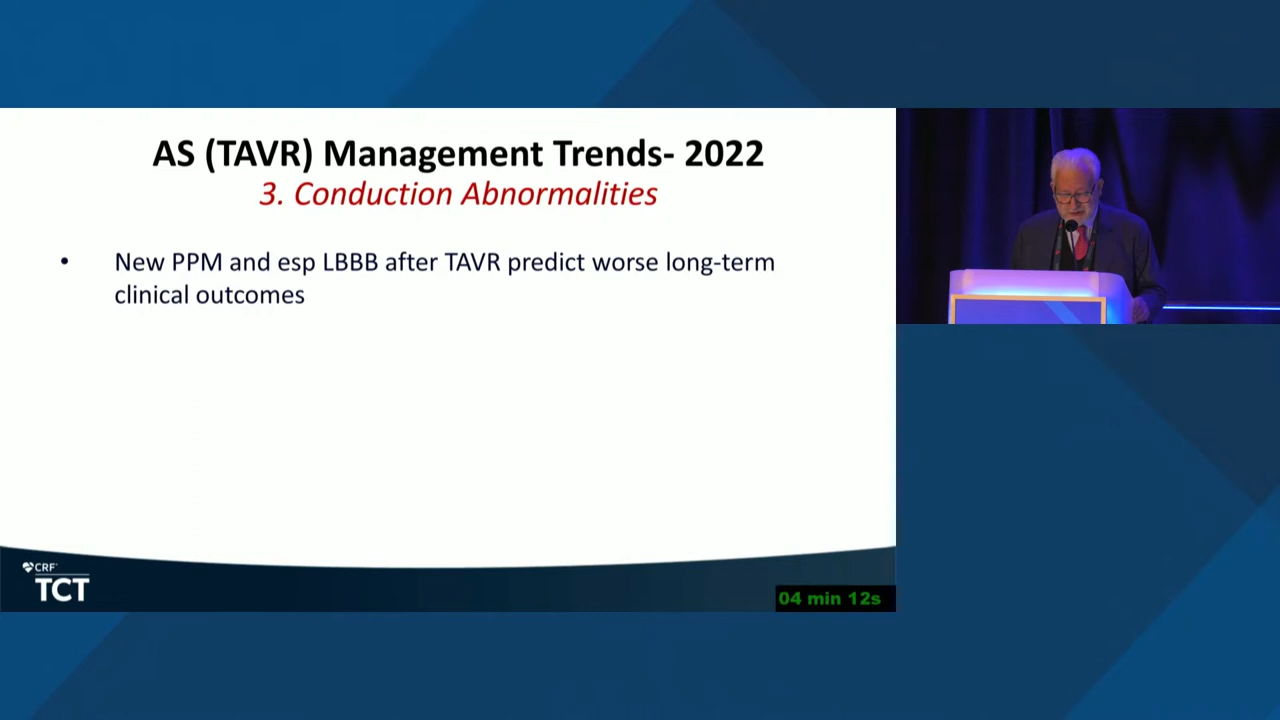 AS (TAVR) Management Trends- 2022
3. Conduction Abnormalities
• New PPM and esp LBBB after TAVR predict worse long-term
clinical outcomes
CRF
TCT
04 min 12s